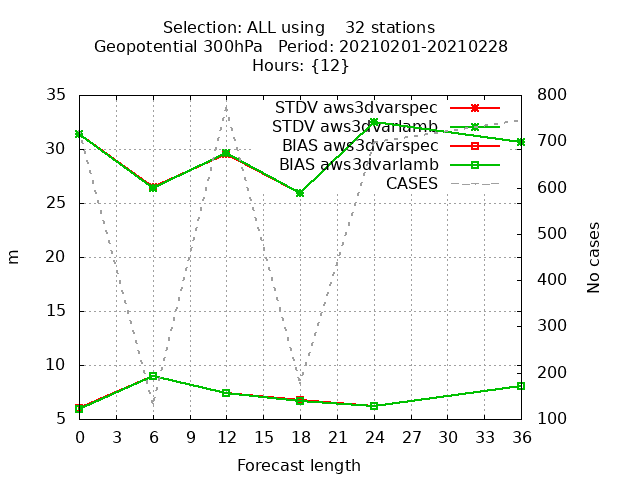 Selection: ALL using    32 stations
Geopotential 300hPa   Period: 20210201-20210228
Hours: {12}
35 800
STDV aws3dvarspec
STDV aws3dvarlamb
30 700
BIAS aws3dvarspec
BIAS aws3dvarlamb
CASES
600
25
500
20
400
15
300
10
200
5 100
m
No cases
0 3 6 9 12 15 18 21 24 27 30 33 36
Forecast length